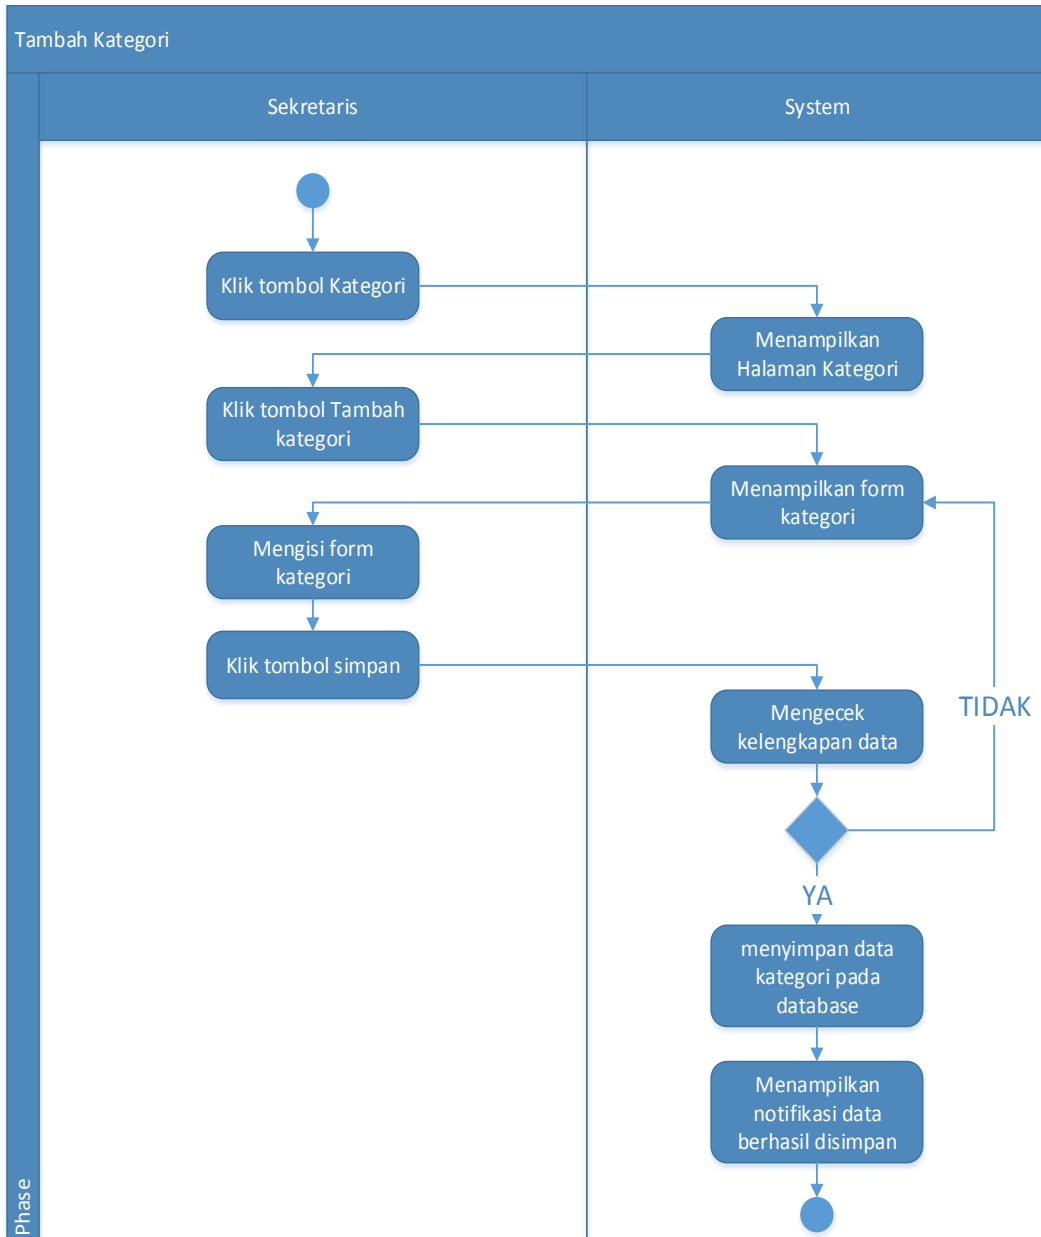 Tambah Kategori
Sekretaris
System
Klik tombol Kategori
Menampilkan
Halaman Kategori
Klik tombol Tambah
kategori
Menampilkan form
kategori
Mengisi form
kategori
Klik tombol simpan
Mengecek
kelengkapan data
TIDAK
YA
menyimpan data
kategori pada
database
Menampilkan
notifikasi data
berhasil disimpan
Phase